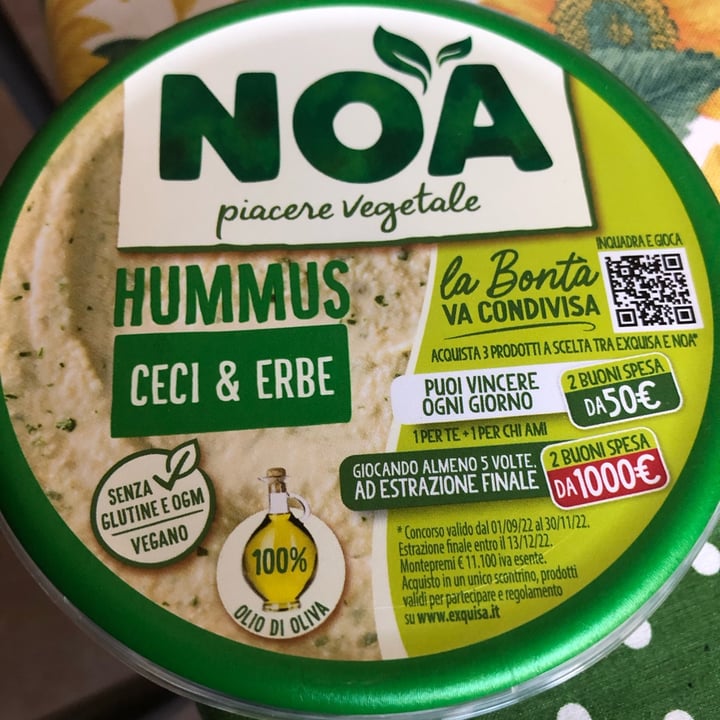 NOA
piacere vegetale
HUMMUS
CECI & ERBE
SENZA
GLUTINE E OGM
VEGANO
100%
OLIO DI OLIVA
INQUADRA E GIOCA
la Bontà
VA CONDIVISA
ACQUISTA 3 PRODOTTI A SCELTA TRA EXQUISA E NOA*
PUOI VINCERE
OGNI GIORNO
2 BUONI SPESA
DA 50€
1 PER TE + 1 PER CHI AMI
GIOCANDO ALMENO 5 VOLTE.
AD ESTRAZIONE FINALE
2 BUONI SPESA
DA 1000€
* Concorso valido dal 01/09/22 al 30/11/22.
Estrazione finale entro il 13/12/22.
Montepremi € 11.100 iva esente.
Acquisto in un unico scontrino, prodotti
validi per partecipare e regolamento
su www.exquisa.it